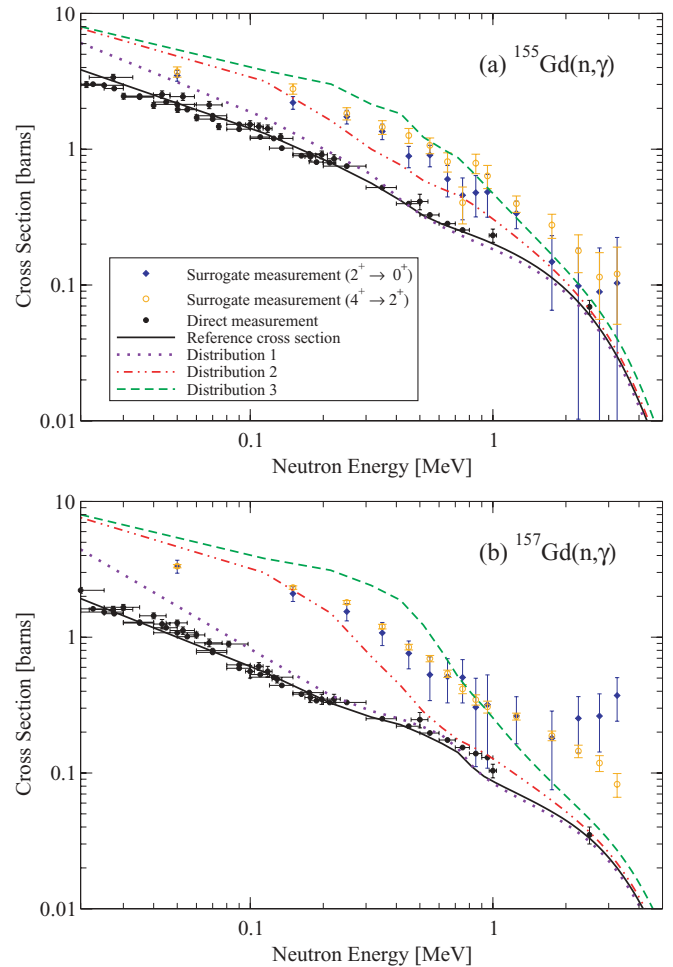 10
1
0.1
0.01
Cross Section [barns]
(a) ¹⁵⁵Gd(n,γ)
Surrogate measurement (2⁺ → 0⁺)
Surrogate measurement (4⁺ → 2⁺)
Direct measurement
Reference cross section
Distribution 1
Distribution 2
Distribution 3
0.1 1
Neutron Energy [MeV]
10
1
0.1
0.01
Cross Section [barns]
(b) ¹⁵⁷Gd(n,γ)
0.1 1
Neutron Energy [MeV]